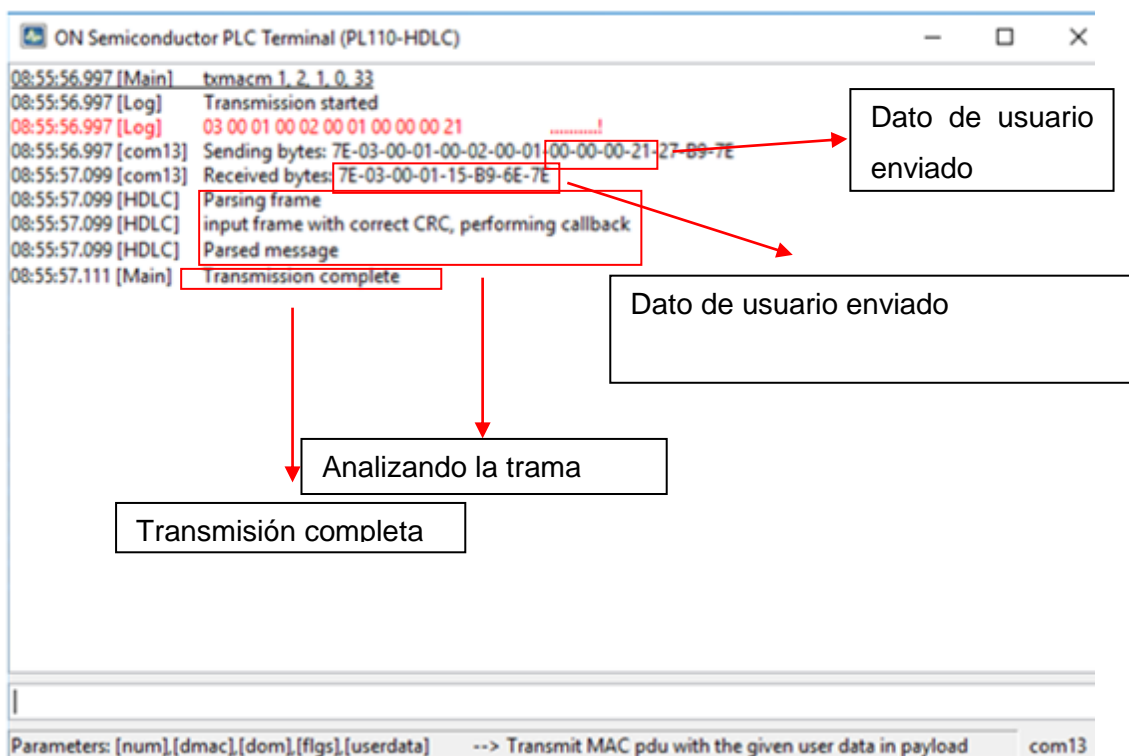 ON Semiconductor PLC Terminal (PL110-HDLC)
08:55:56.997 [Main] txmacm 1, 2, 1, 0, 33
08:55:56.997 [Log] Transmission started
08:55:56.997 [Log] 03 00 01 00 02 00 01 00 00 00 21 ...........!
08:55:56.997 [com13] Sending bytes: 7E-03-00-01-00-02-00-01-00-00-00-21-27-B9-7E
08:55:57.099 [com13] Received bytes: 7E-03-00-01-15-B9-6E-7E
08:55:57.099 [HDLC] Parsing frame
08:55:57.099 [HDLC] input frame with correct CRC, performing callback
08:55:57.099 [HDLC] Parsed message
08:55:57.111 [Main] Transmission complete
Dato de usuario
enviado
Dato de usuario enviado
Analizando la trama
Transmisión completa
Parameters: [num],[dmac],[dom],[flgs],[userdata] --> Transmit MAC pdu with the given user data in payload com13